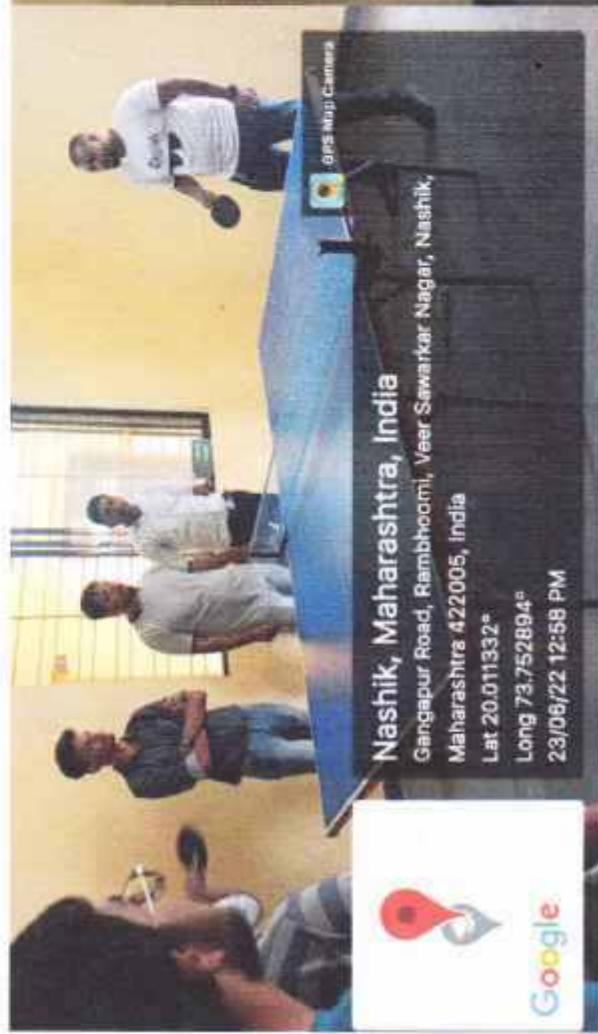 GPS Map Camera
Nashik, Maharashtra, India
Gangapur Road, Rambhoomi, Veer Sawarkar Nagar, Nashik,
Maharashtra 422005, India
Lat 20.011332°
Long 73.752894°
23/06/22 12:58 PM
Google